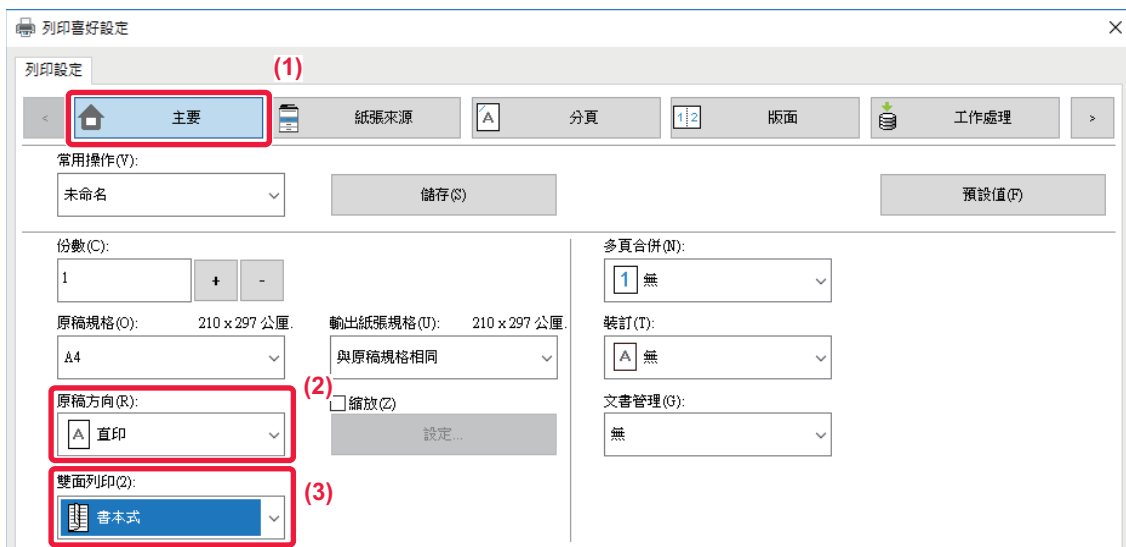 列印喜好設定
列印設定
(1)
< 主要 紙張來源 A 分頁 1 2 版面 工作處理 >
常用操作(V):
未命名 儲存(S) 預設值(F)
份數(C): 多頁合併(N):
1 + - 1 無
原稿規格(O): 210 x 297 公厘. 輸出紙張規格(U): 210 x 297 公厘. 裝訂(T):
A4 與原稿規格相同 A 無
(2)
原稿方向(R): 縮放(Z) 文書管理(G):
A 直印 設定... 無
雙面列印(2):
(3)
書本式